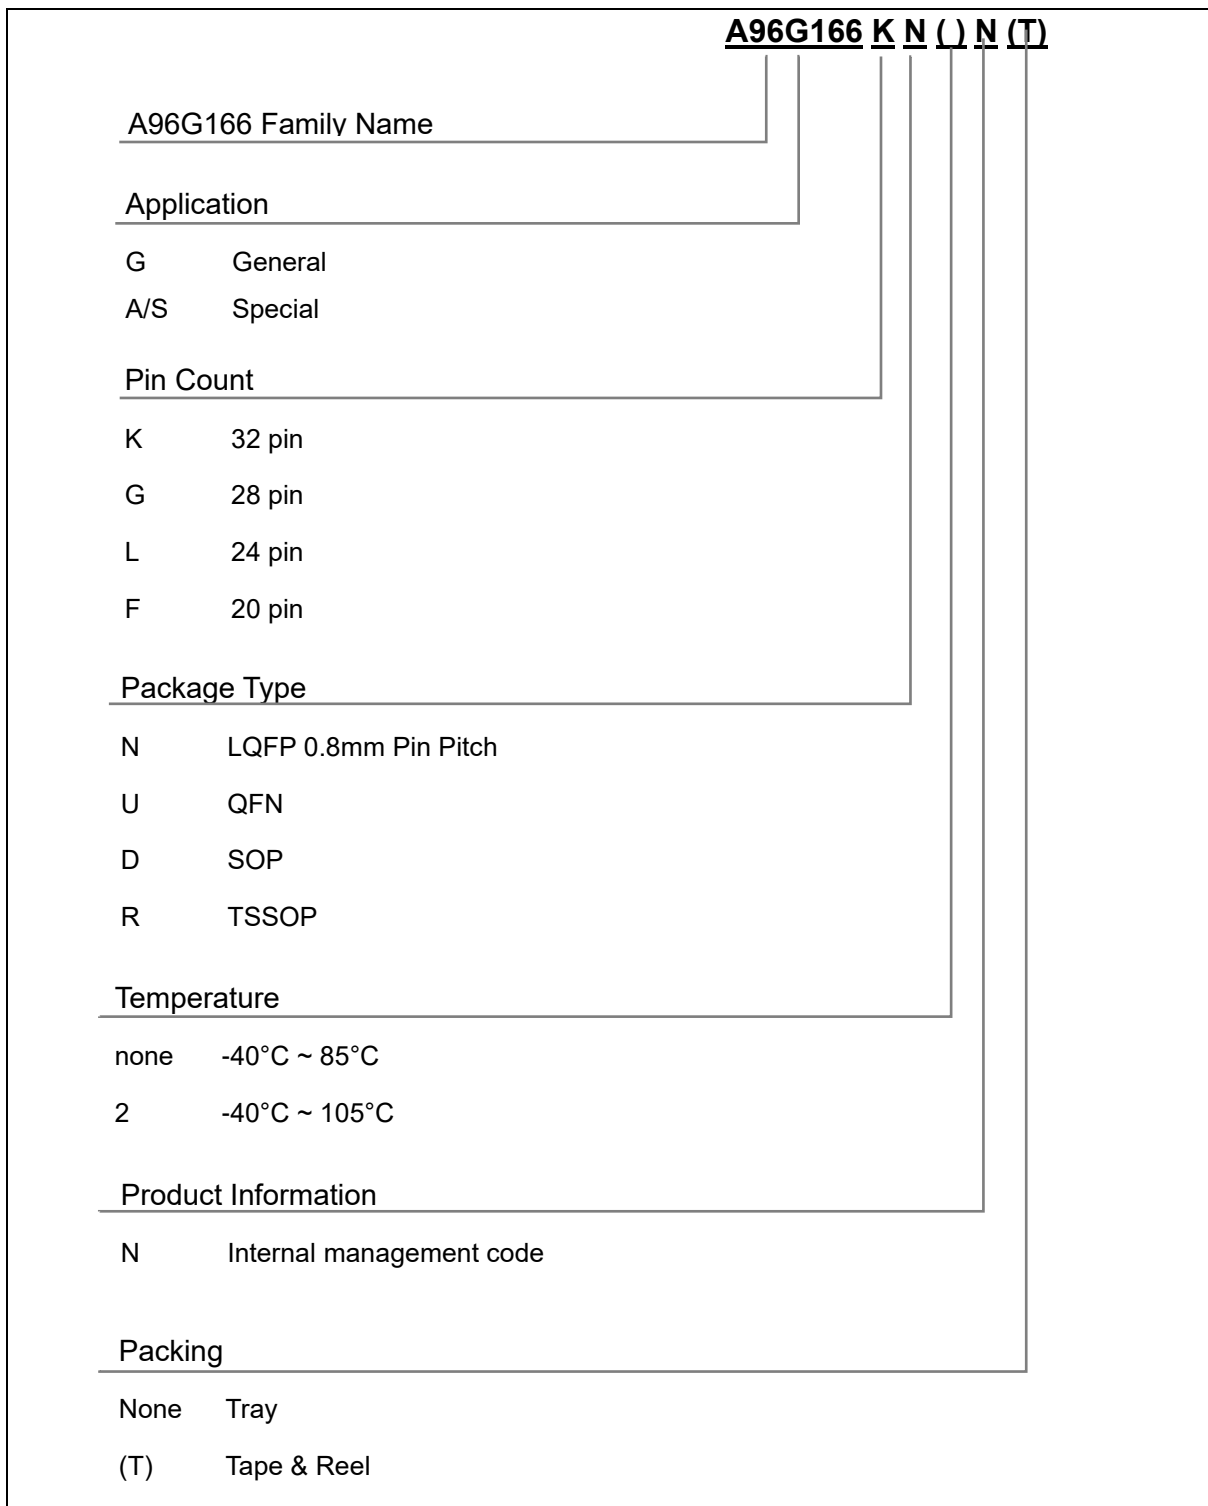 A96G166 K N ( ) N (T)
A96G166 Family Name
Application
G General
A/S Special
Pin Count
K 32 pin
G 28 pin
L 24 pin
F 20 pin
Package Type
N LQFP 0.8mm Pin Pitch
U QFN
D SOP
R TSSOP
Temperature
none -40°C ~ 85°C
2 -40°C ~ 105°C
Product Information
N Internal management code
Packing
None Tray
(T) Tape & Reel